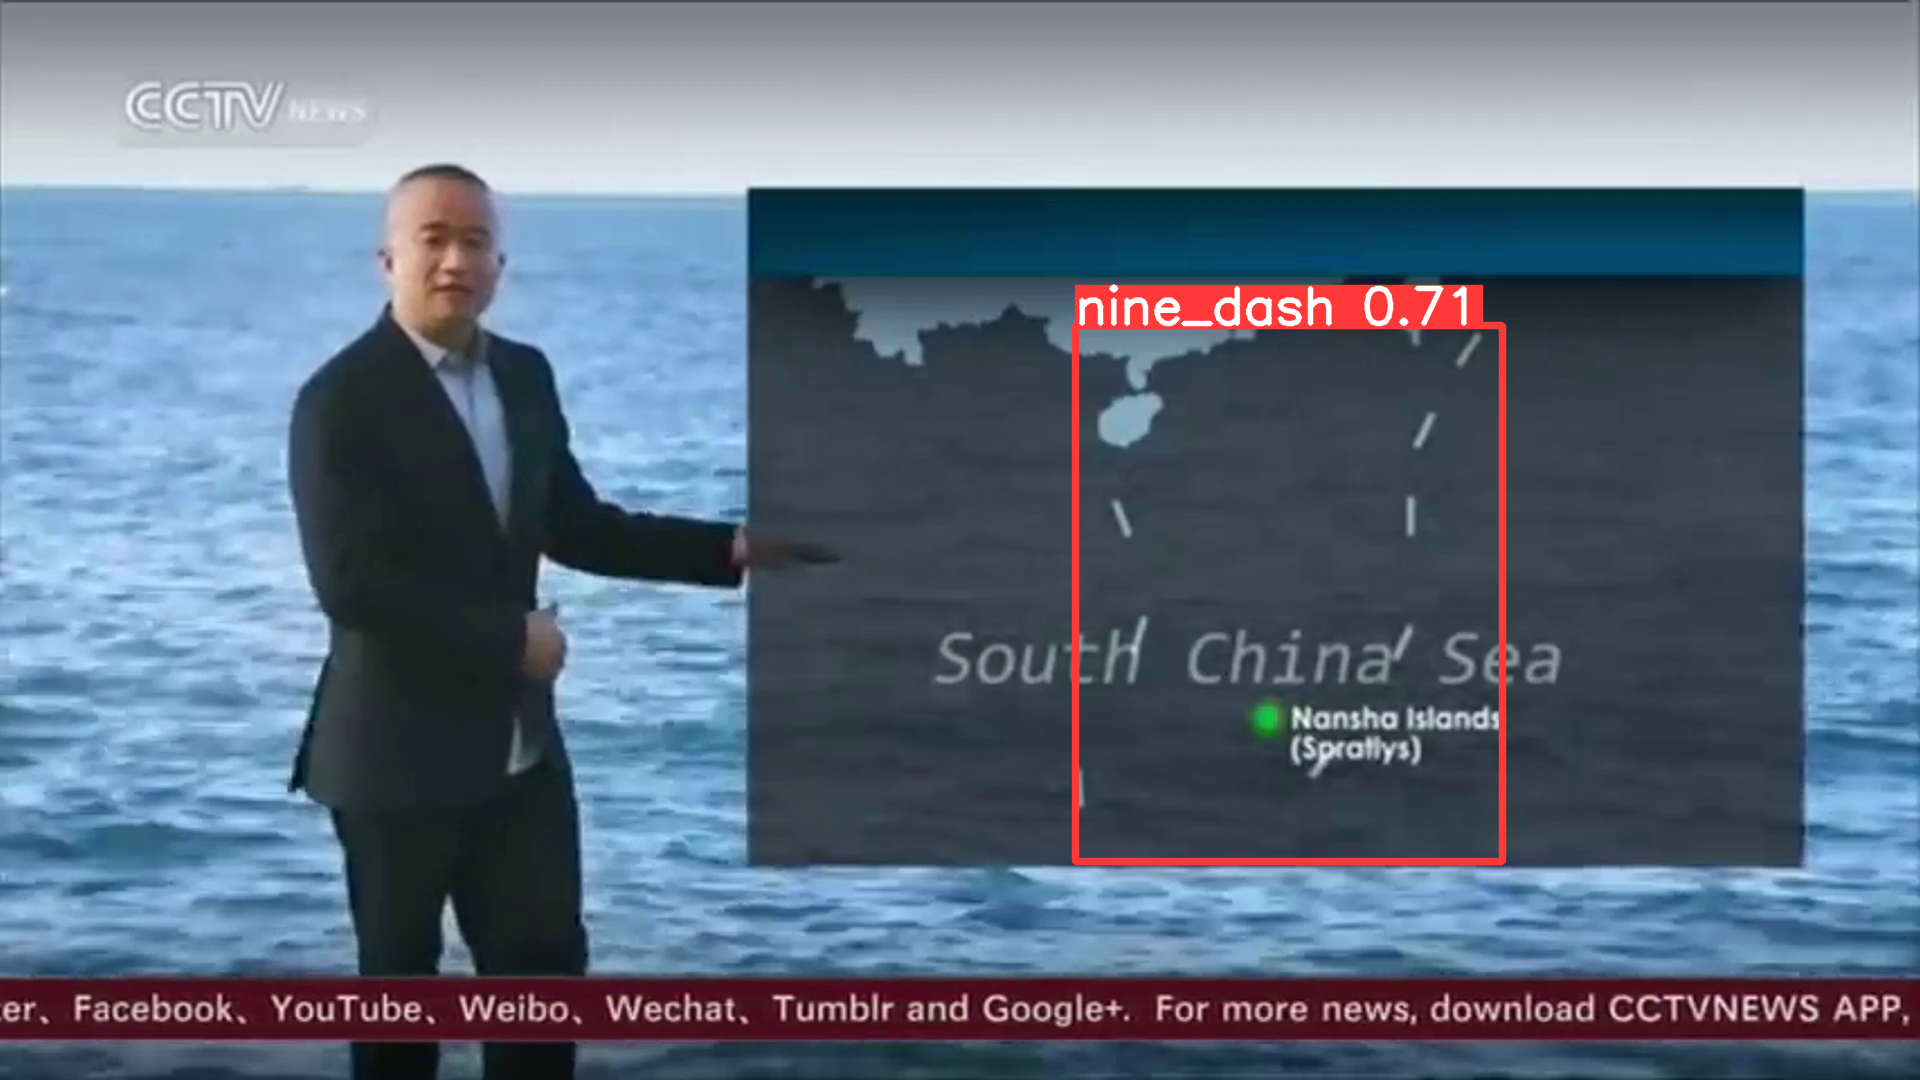 CCTV NEWS
nine_dash 0.71
South China Sea
Nansha Islands
(Spratlys)
er、Facebook、YouTube、Weibo、Wechat、Tumblr and Google+. For more news, download CCTVNEWS APP,